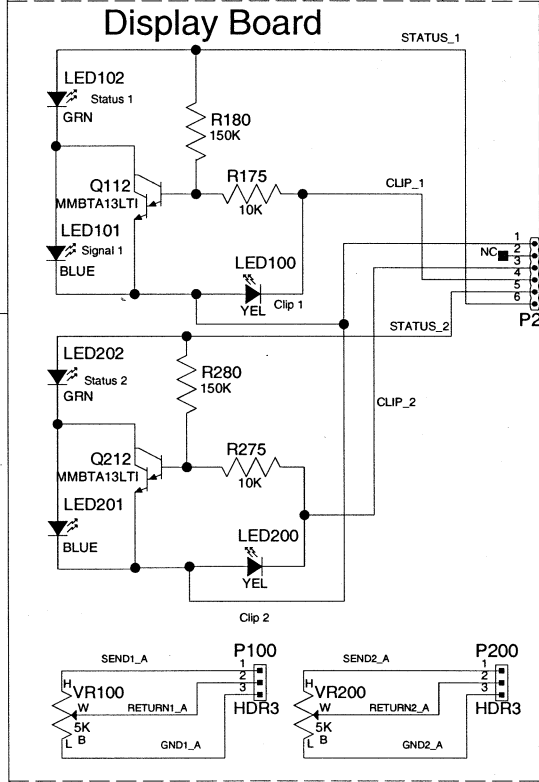 Display Board
STATUS_1
LED102
Status 1
GRN
R180
150K
R175
10K
CLIP_1
Q112
MMBTA13LTI
LED101
Signal 1
BLUE
LED100
YEL
Clip 1
1
NC
2
3
4
5
6
P2
STATUS_2
LED202
Status 2
GRN
R280
150K
CLIP_2
R275
10K
Q212
MMBTA13LTI
LED201
BLUE
LED200
YEL
Clip 2
SEND1_A
P100
1
2
3
H
VR100
W
RETURN1_A
HDR3
5K
L B
GND1_A
SEND2_A
P200
1
2
3
H
VR200
W
RETURN2_A
HDR3
5K
L B
GND2_A